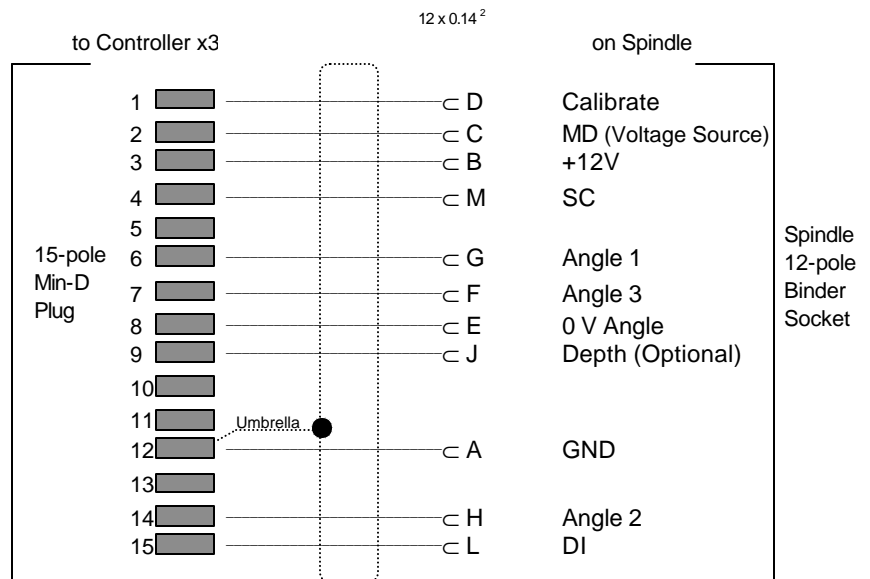 12 x 0.14 ²
to Controller x3
on Spindle
1 D Calibrate
2 C MD (Voltage Source)
3 B +12V
4 M SC
5
15-pole
Min-D
Plug
6 G Angle 1
7 F Angle 3
8 E 0 V Angle
9 J Depth (Optional)
Spindle
12-pole
Binder
Socket
10
11
Umbrella
12 A GND
13
14 H Angle 2
15 L DI